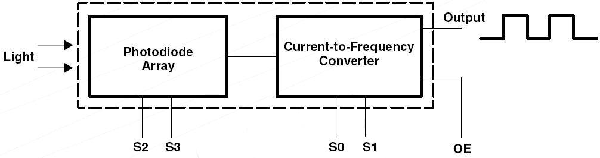 Output
Light
Photodiode
Array
Current-to-Frequency
Converter
S2
S3
S0
S1
OE